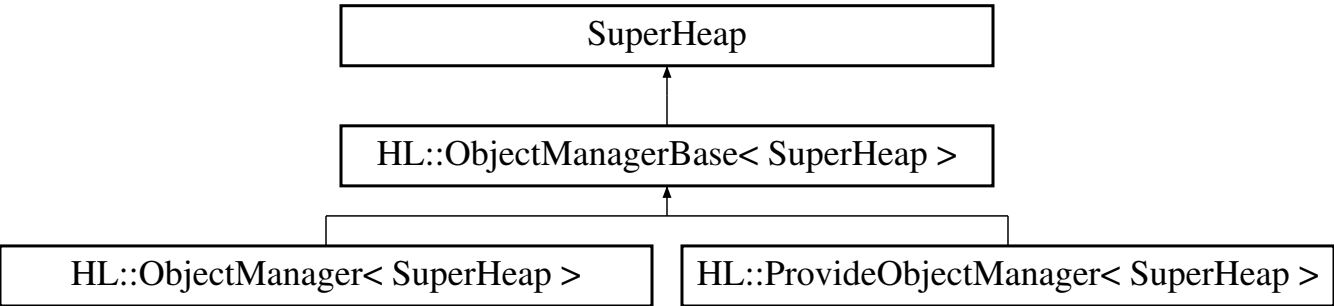 SuperHeap
HL::ObjectManagerBase< SuperHeap >
HL::ObjectManager< SuperHeap >
HL::ProvideObjectManager< SuperHeap >